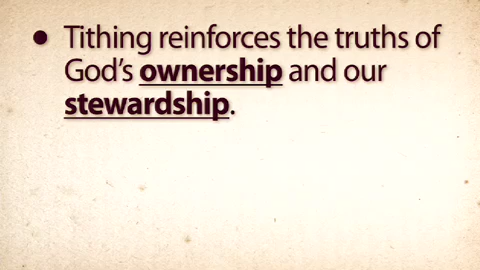 • Tithing reinforces the truths of
God's ownership and our
stewardship.